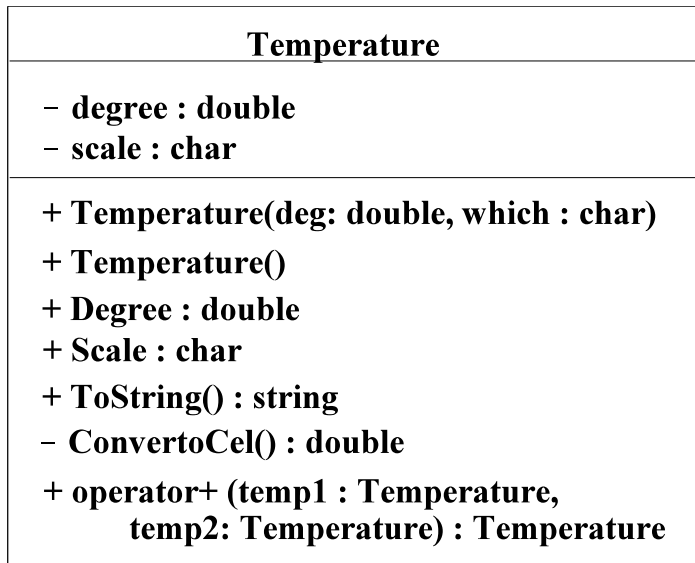 Temperature
- degree : double
- scale : char
+ Temperature(deg: double, which : char)
+ Temperature()
+ Degree : double
+ Scale : char
+ ToString() : string
- ConvertoCel() : double
+ operator+ (temp1 : Temperature,
temp2: Temperature) : Temperature